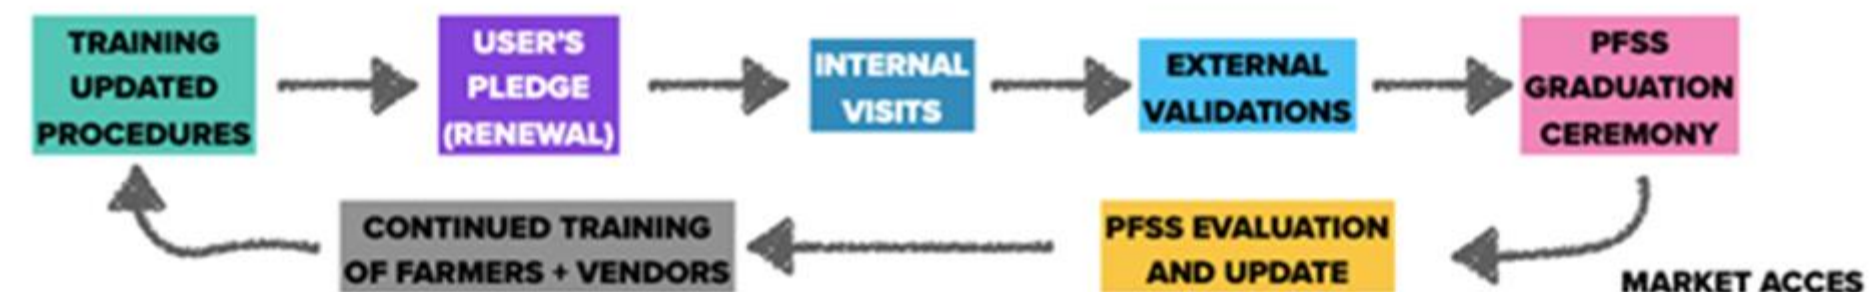 TRAINING
UPDATED
PROCEDURES
USER'S
PLEDGE
(RENEWAL)
INTERNAL
VISITS
EXTERNAL
VALIDATIONS
PFSS
GRADUATION
CEREMONY
CONTINUED TRAINING
OF FARMERS + VENDORS
PFSS EVALUATION
AND UPDATE
MARKET ACCES